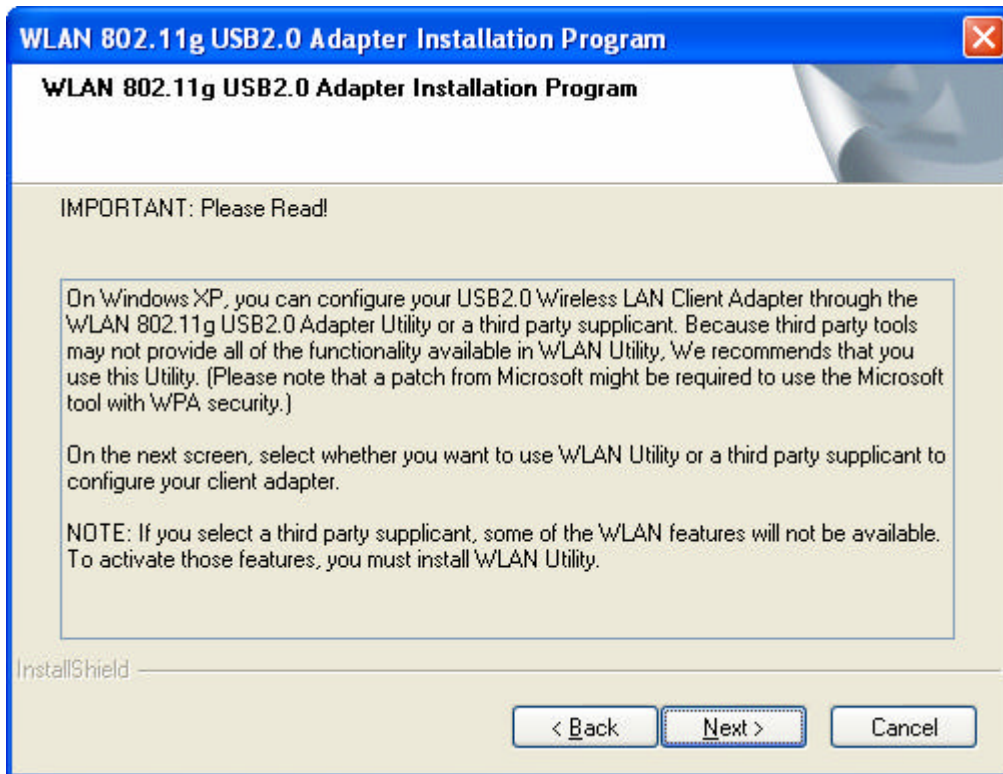 WLAN 802.11g USB2.0 Adapter Installation Program
WLAN 802.11g USB2.0 Adapter Installation Program
IMPORTANT: Please Read!
On Windows XP, you can configure your USB2.0 Wireless LAN Client Adapter through the
WLAN 802.11g USB2.0 Adapter Utility or a third party supplicant. Because third party tools
may not provide all of the functionality available in WLAN Utility, We recommends that you
use this Utility. (Please note that a patch from Microsoft might be required to use the Microsoft
tool with WPA security.)
On the next screen, select whether you want to use WLAN Utility or a third party supplicant to
configure your client adapter.
NOTE: If you select a third party supplicant, some of the WLAN features will not be available.
To activate those features, you must install WLAN Utility.
InstallShield
< Back
Next >
Cancel